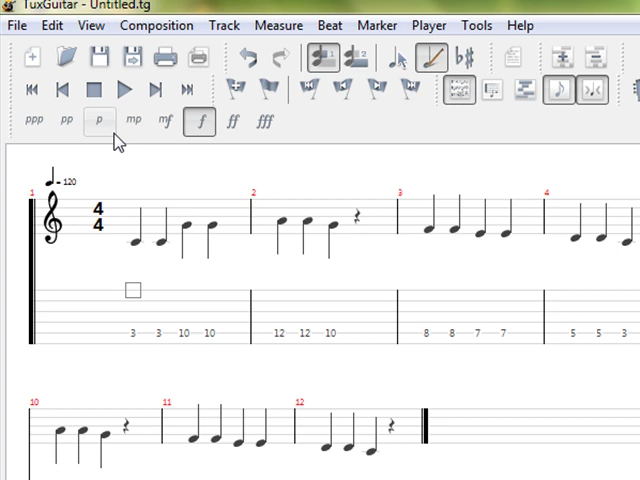 TuxGuitar - Untitled.tg
File Edit View Composition Track Measure Beat Marker Player Tools Help
1 2
ppp pp p mp mf f ff fff
= 120
1 2 3 4
4
4
3 3 10 10 12 12 10 8 8 7 7 5 5 3
10 11 12